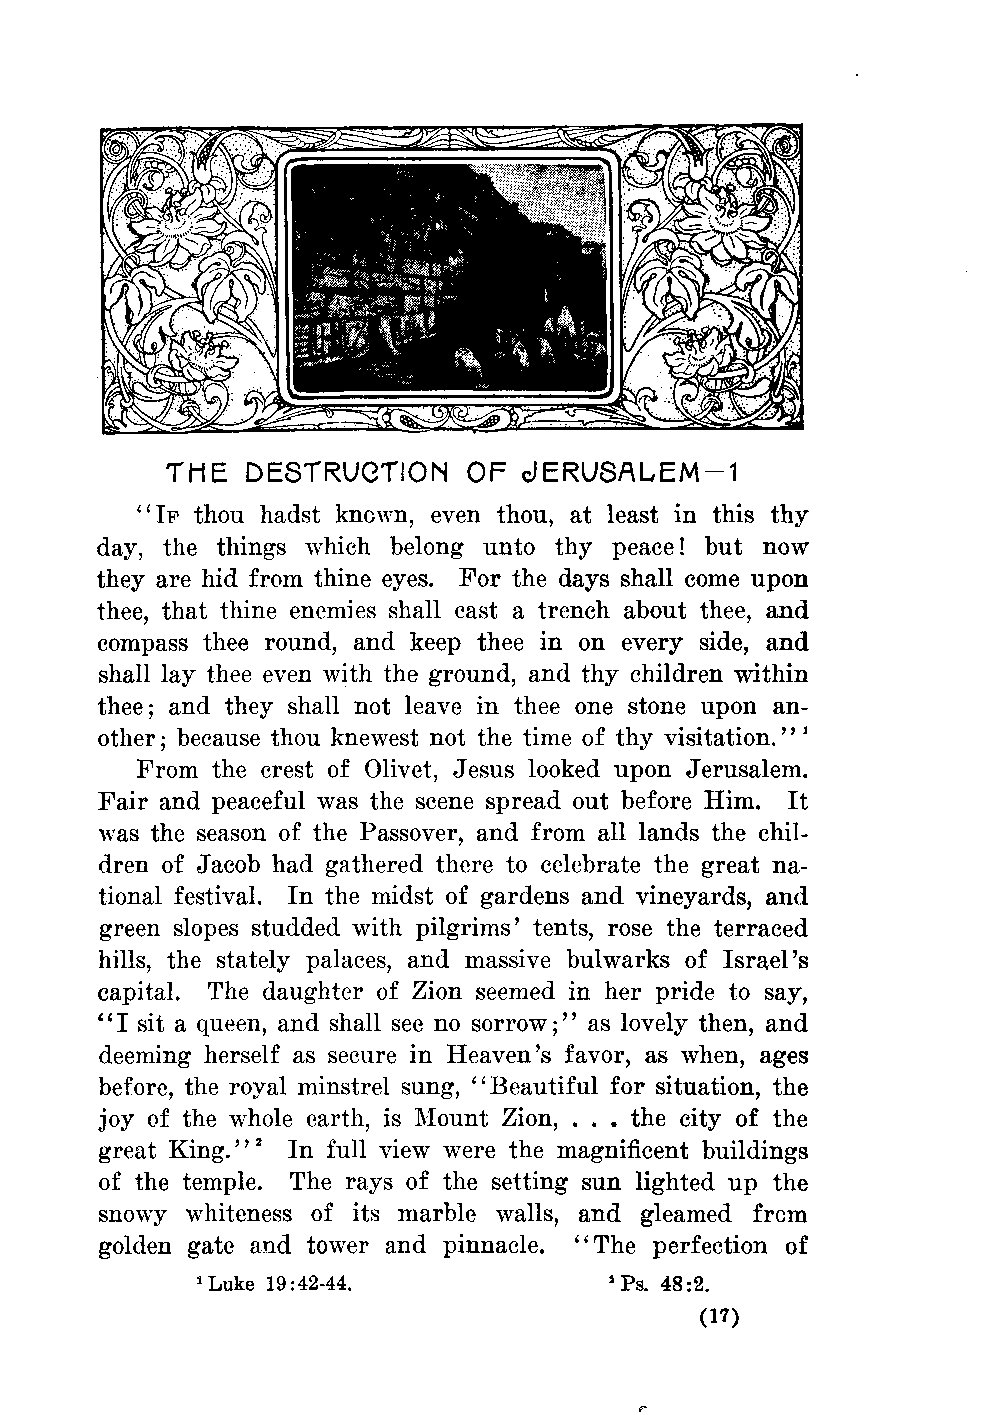 THE DESTRUCTION OF JERUSALEM—1
"IF thou hadst known, even thou, at least in this thy
day, the things which belong unto thy peace! but now
they are hid from thine eyes. For the days shall come upon
thee, that thine enemies shall cast a trench about thee, and
compass thee round, and keep thee in on every side, and
shall lay thee even with the ground, and thy children within
thee; and they shall not leave in thee one stone upon an-
other; because thou knewest not the time of thy visitation."¹
From the crest of Olivet, Jesus looked upon Jerusalem.
Fair and peaceful was the scene spread out before Him. It
was the season of the Passover, and from all lands the chil-
dren of Jacob had gathered there to celebrate the great na-
tional festival. In the midst of gardens and vineyards, and
green slopes studded with pilgrims' tents, rose the terraced
hills, the stately palaces, and massive bulwarks of Israel's
capital. The daughter of Zion seemed in her pride to say,
"I sit a queen, and shall see no sorrow;" as lovely then, and
deeming herself as secure in Heaven's favor, as when, ages
before, the royal minstrel sung, "Beautiful for situation, the
joy of the whole earth, is Mount Zion, . . . the city of the
great King."² In full view were the magnificent buildings
of the temple. The rays of the setting sun lighted up the
snowy whiteness of its marble walls, and gleamed from
golden gate and tower and pinnacle. "The perfection of
¹ Luke 19:42-44. ² Ps. 48:2.
(17)